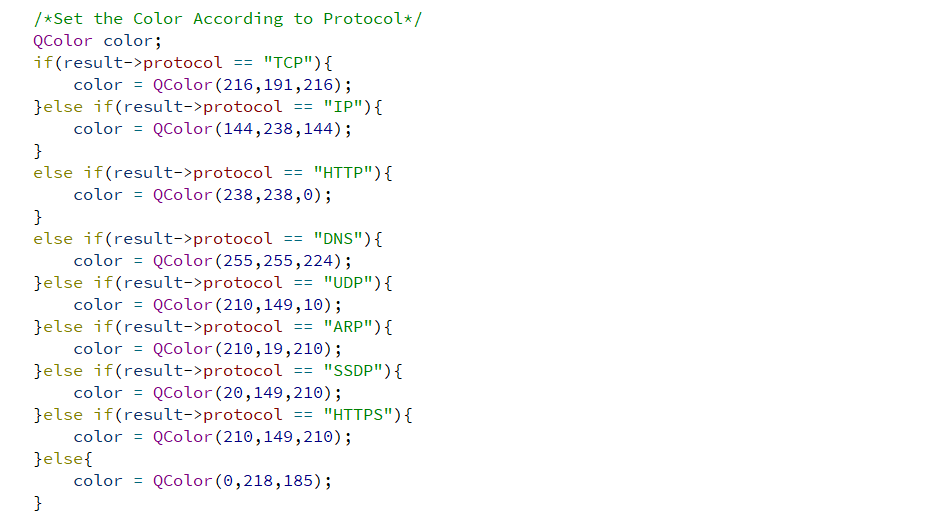 /*Set the Color According to Protocol*/
QColor color;
if(result->protocol == "TCP"){
    color = QColor(216,191,216);
}else if(result->protocol == "IP"){
    color = QColor(144,238,144);
}
else if(result->protocol == "HTTP"){
    color = QColor(238,238,0);
}
else if(result->protocol == "DNS"){
    color = QColor(255,255,224);
}else if(result->protocol == "UDP"){
    color = QColor(210,149,10);
}else if(result->protocol == "ARP"){
    color = QColor(210,19,210);
}else if(result->protocol == "SSDP"){
    color = QColor(20,149,210);
}else if(result->protocol == "HTTPS"){
    color = QColor(210,149,210);
}else{
    color = QColor(0,218,185);
}